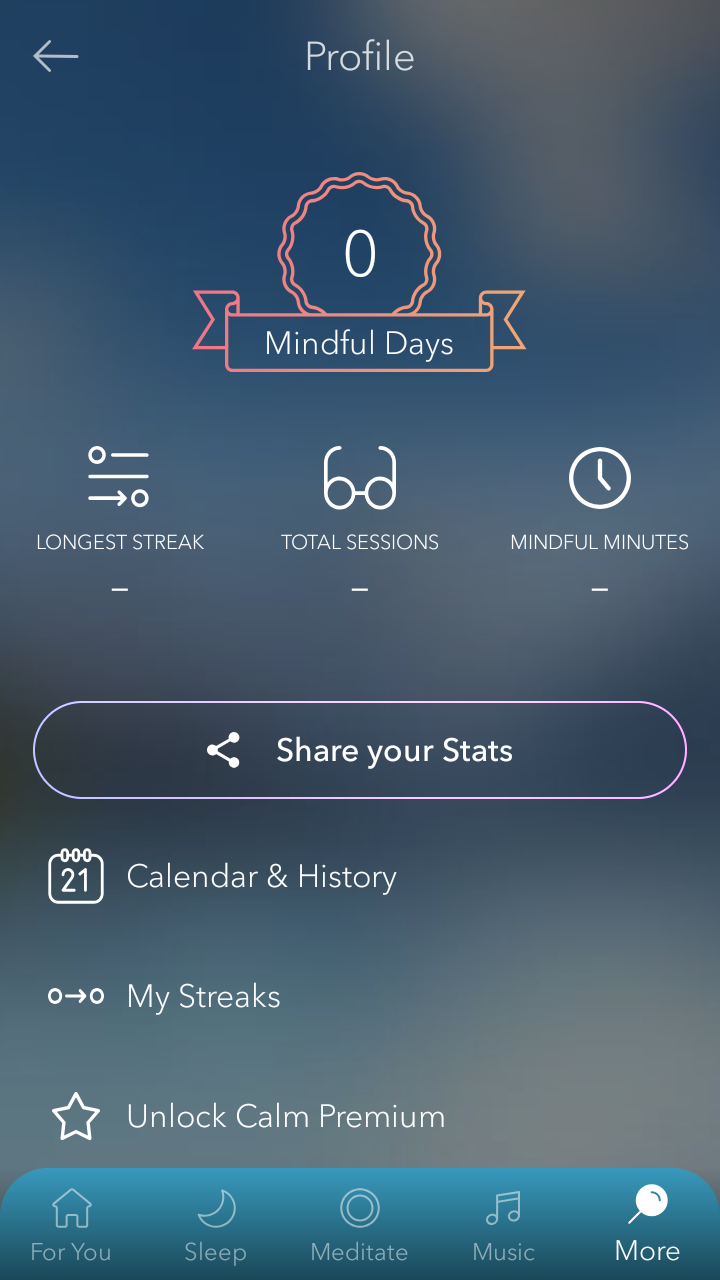 Profile
0
Mindful Days
LONGEST STREAK
TOTAL SESSIONS
MINDFUL MINUTES
–
–
–
Share your Stats
21
Calendar & History
My Streaks
Unlock Calm Premium
For You
Sleep
Meditate
Music
More